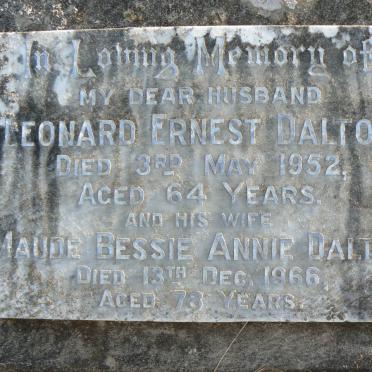 In Loving Memory of
MY DEAR HUSBAND
LEONARD ERNEST DALTO
DIED 3RD MAY 1952,
AGED 64 YEARS.
AND HIS WIFE
MAUDE BESSIE ANNIE DALT
DIED 13TH DEC. 1966
AGED 73 YEARS.